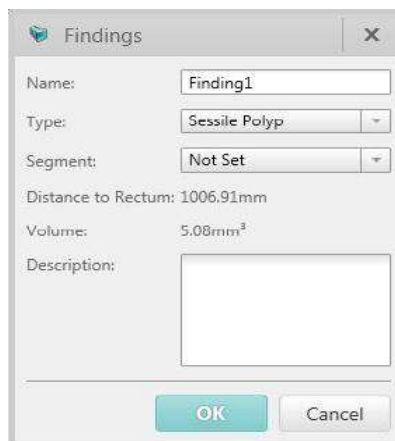 Findings
Name: Finding1
Type: Sessile Polyp
Segment: Not Set
Distance to Rectum: 1006.91mm
Volume: 5.08mm³
Description:
OK Cancel